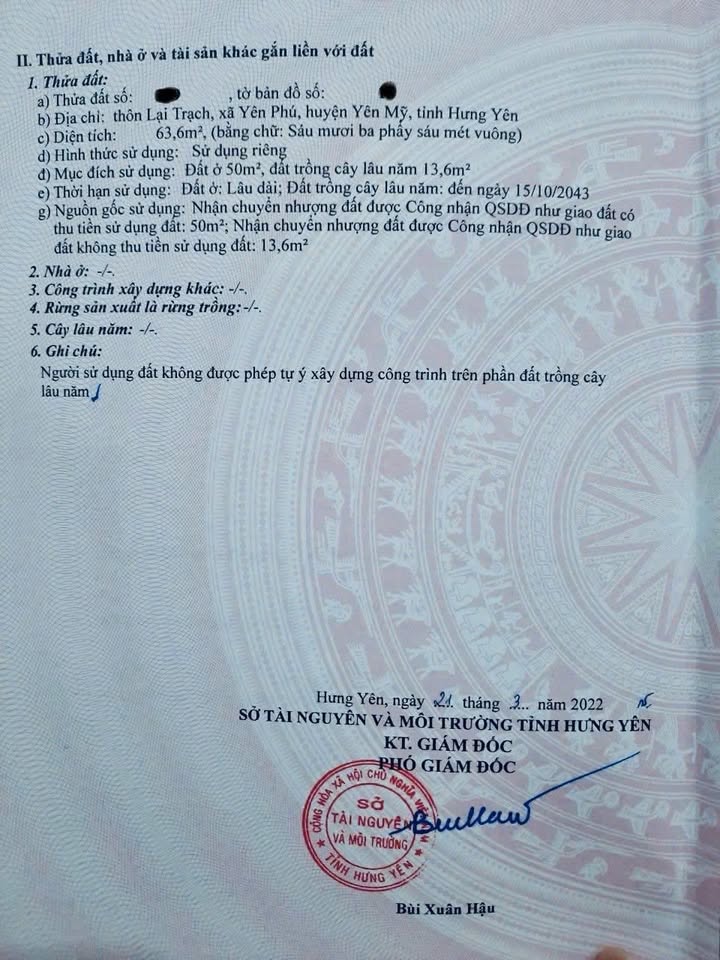 II. Thửa đất, nhà ở và tài sản khác gắn liền với đất
1. Thửa đất:
a) Thửa đất số: , tờ bản đồ số:
b) Địa chỉ: thôn Lại Trạch, xã Yên Phú, huyện Yên Mỹ, tỉnh Hưng Yên
c) Diện tích: 63,6m², (bằng chữ: Sáu mươi ba phẩy sáu mét vuông)
d) Hình thức sử dụng: Sử dụng riêng
đ) Mục đích sử dụng: Đất ở 50m², đất trồng cây lâu năm 13,6m²
e) Thời hạn sử dụng: Đất ở: Lâu dài; Đất trồng cây lâu năm: đến ngày 15/10/2043
g) Nguồn gốc sử dụng: Nhận chuyển nhượng đất được Công nhận QSDĐ như giao đất có
thu tiền sử dụng đất: 50m²; Nhận chuyển nhượng đất được Công nhận QSDĐ như giao
đất không thu tiền sử dụng đất: 13,6m²
2. Nhà ở: -/-.
3. Công trình xây dựng khác: -/-.
4. Rừng sản xuất là rừng trồng:-/-.
5. Cây lâu năm: -/-.
6. Ghi chú:
Người sử dụng đất không được phép tự ý xây dựng công trình trên phần đất trồng cây
lâu năm
Hưng Yên, ngày 21 tháng 3 năm 2022
SỞ TÀI NGUYÊN VÀ MÔI TRƯỜNG TỈNH HƯNG YÊN
KT. GIÁM ĐỐC
PHÓ GIÁM ĐỐC
CỘNG HÒA XÃ HỘI CHỦ NGHĨA VIỆT NAM
SỞ
TÀI NGUYÊN
VÀ MÔI TRƯỜNG
TỈNH HƯNG YÊN
Bùi Xuân Hậu